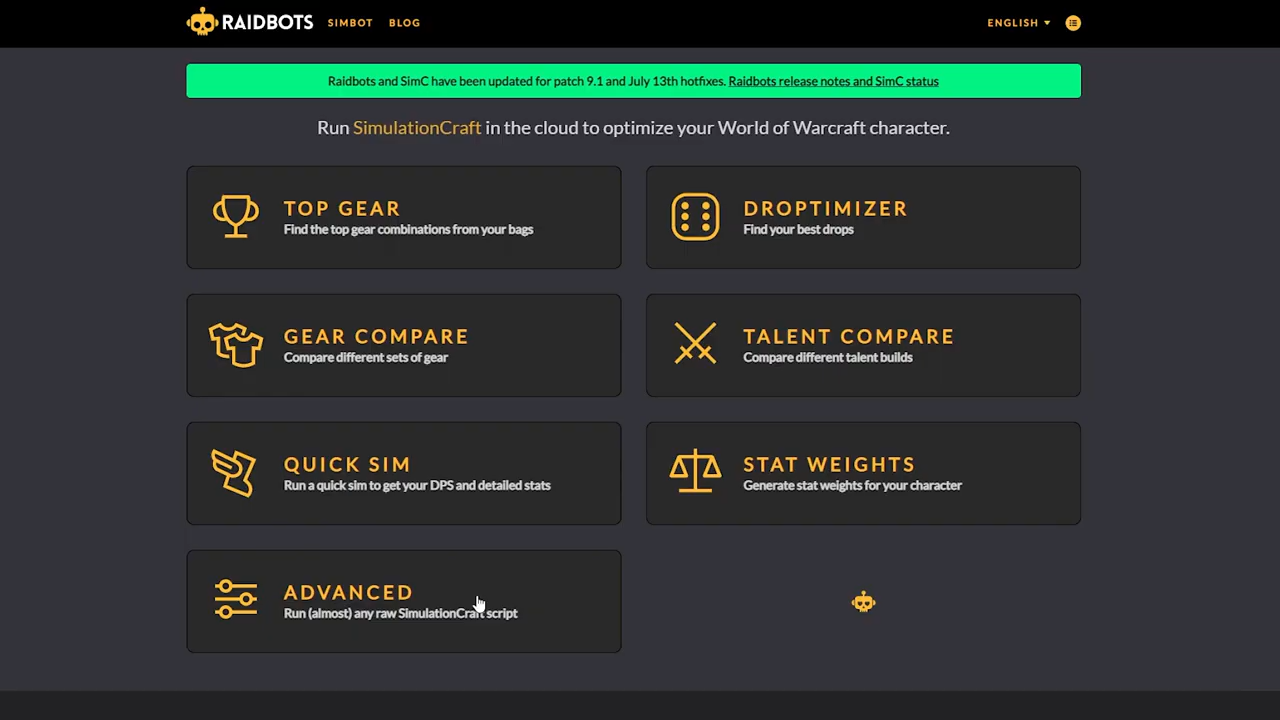 RAIDBOTS SIMBOT BLOG ENGLISH
Raidbots and SimC have been updated for patch 9.1 and July 13th hotfixes. Raidbots release notes and SimC status
Run SimulationCraft in the cloud to optimize your World of Warcraft character.
TOP GEAR
Find the top gear combinations from your bags
DROPTIMIZER
Find your best drops
GEAR COMPARE
Compare different sets of gear
TALENT COMPARE
Compare different talent builds
QUICK SIM
Run a quick sim to get your DPS and detailed stats
STAT WEIGHTS
Generate stat weights for your character
ADVANCED
Run (almost) any raw SimulationCraft script